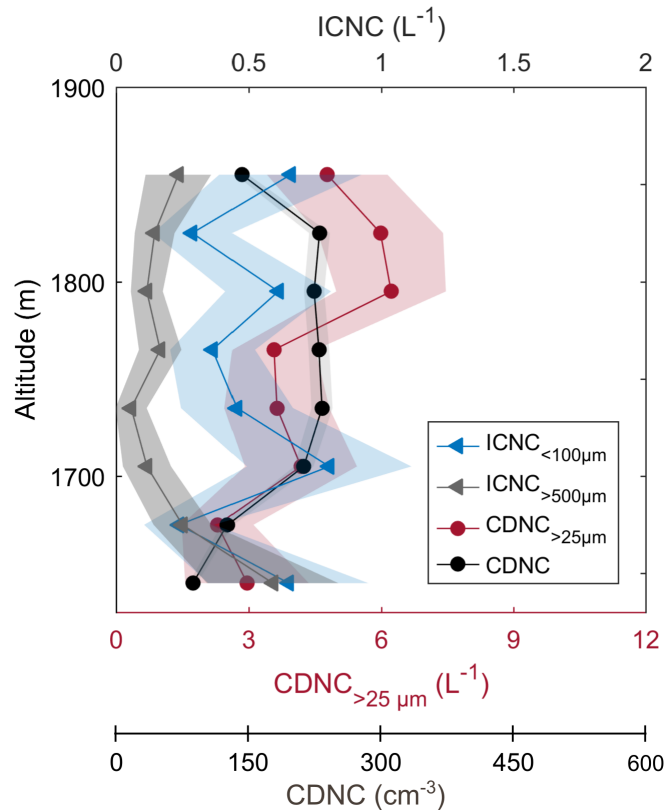 ICNC (L⁻¹)
0 0.5 1 1.5 2
1900
1800
1700
Altitude (m)
ICNC<100µm
ICNC>500µm
CDNC>25µm
CDNC
0 3 6 9 12
CDNC>25 µm (L⁻¹)
0 150 300 450 600
CDNC (cm⁻³)